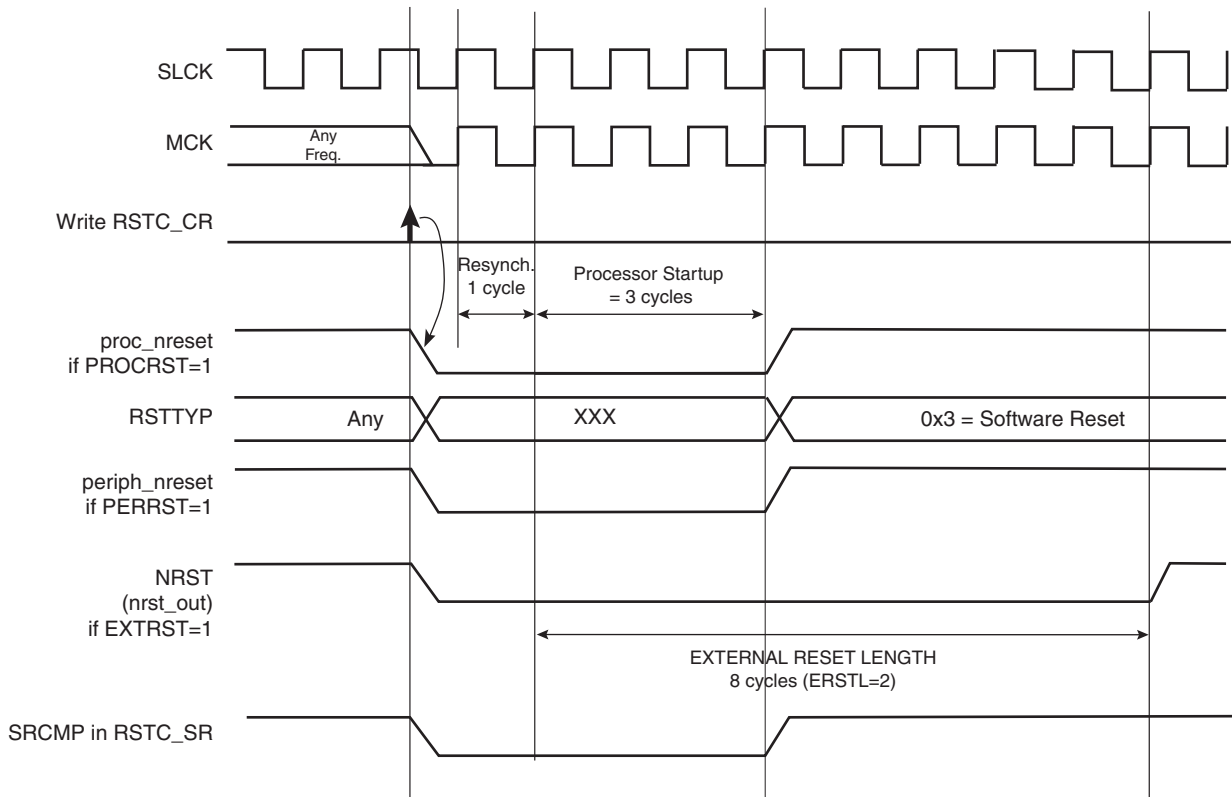 SLCK
MCK
Any
Freq.
Write RSTC_CR
Resynch.
1 cycle
Processor Startup
= 3 cycles
proc_nreset
if PROCRST=1
RSTTYP
Any
XXX
0x3 = Software Reset
periph_nreset
if PERRST=1
NRST
(nrst_out)
if EXTRST=1
EXTERNAL RESET LENGTH
8 cycles (ERSTL=2)
SRCMP in RSTC_SR